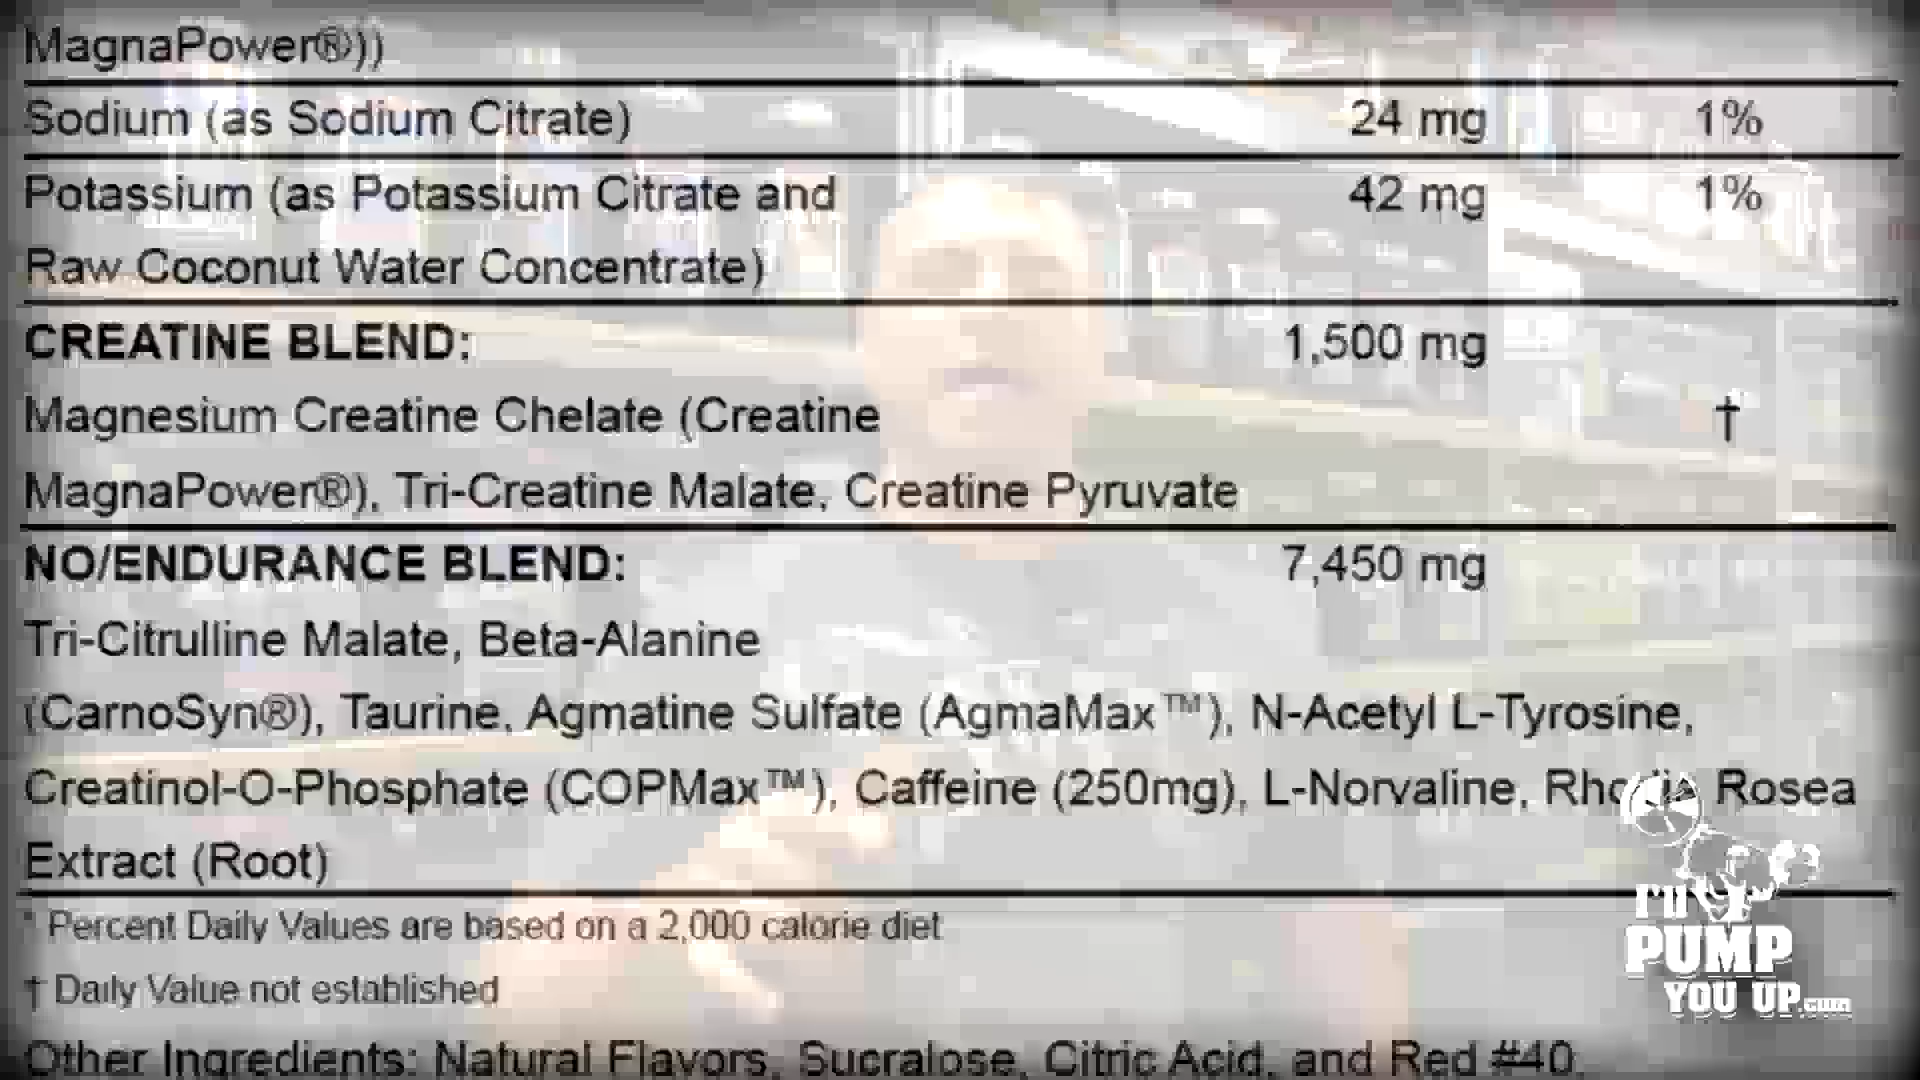 MagnaPower®))
Sodium (as Sodium Citrate) 24 mg 1%
Potassium (as Potassium Citrate and 42 mg 1%
Raw Coconut Water Concentrate)
CREATINE BLEND: 1,500 mg
Magnesium Creatine Chelate (Creatine †
MagnaPower®), Tri-Creatine Malate, Creatine Pyruvate
NO/ENDURANCE BLEND: 7,450 mg
Tri-Citrulline Malate, Beta-Alanine
(CarnoSyn®), Taurine, Agmatine Sulfate (AgmaMax™), N-Acetyl L-Tyrosine,
Creatinol-O-Phosphate (COPMax™), Caffeine (250mg), L-Norvaline, Rosea
Extract (Root)
* Percent Daily Values are based on a 2,000 calorie diet
† Daily Value not established
Other Ingredients: Natural Flavors, Sucralose, Citric Acid, and Red #40.
I'll
PUMP
YOU UP.com